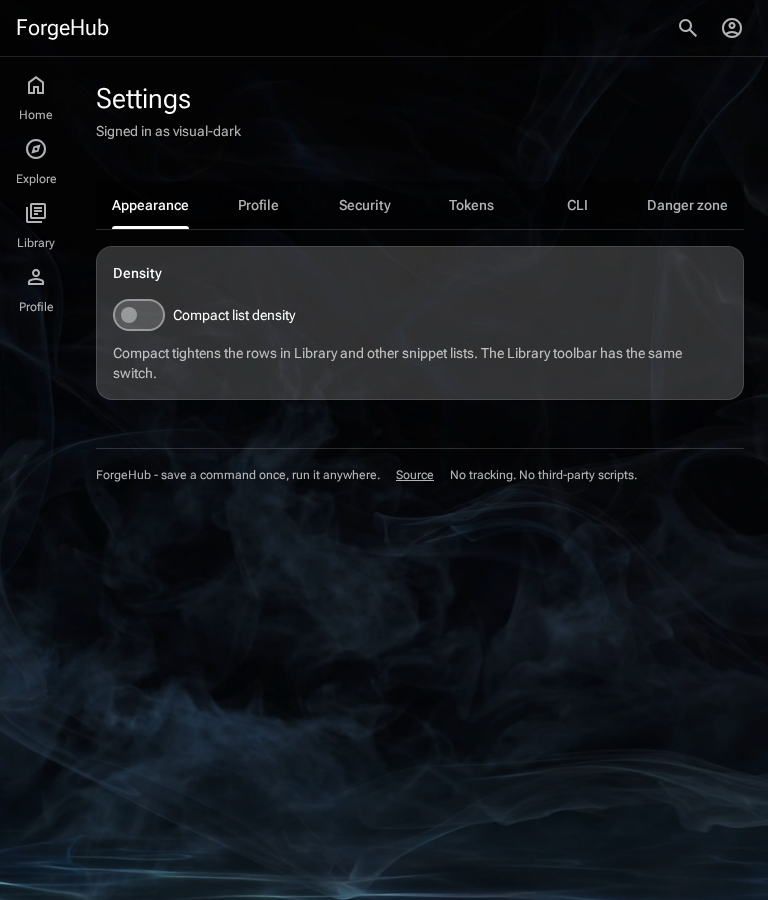 ForgeHub
Home
Explore
Library
Profile
Settings
Signed in as visual-dark
Appearance
Profile
Security
Tokens
CLI
Danger zone
Density
Compact list density
Compact tightens the rows in Library and other snippet lists. The Library toolbar has the same
switch.
ForgeHub - save a command once, run it anywhere. Source No tracking. No third-party scripts.